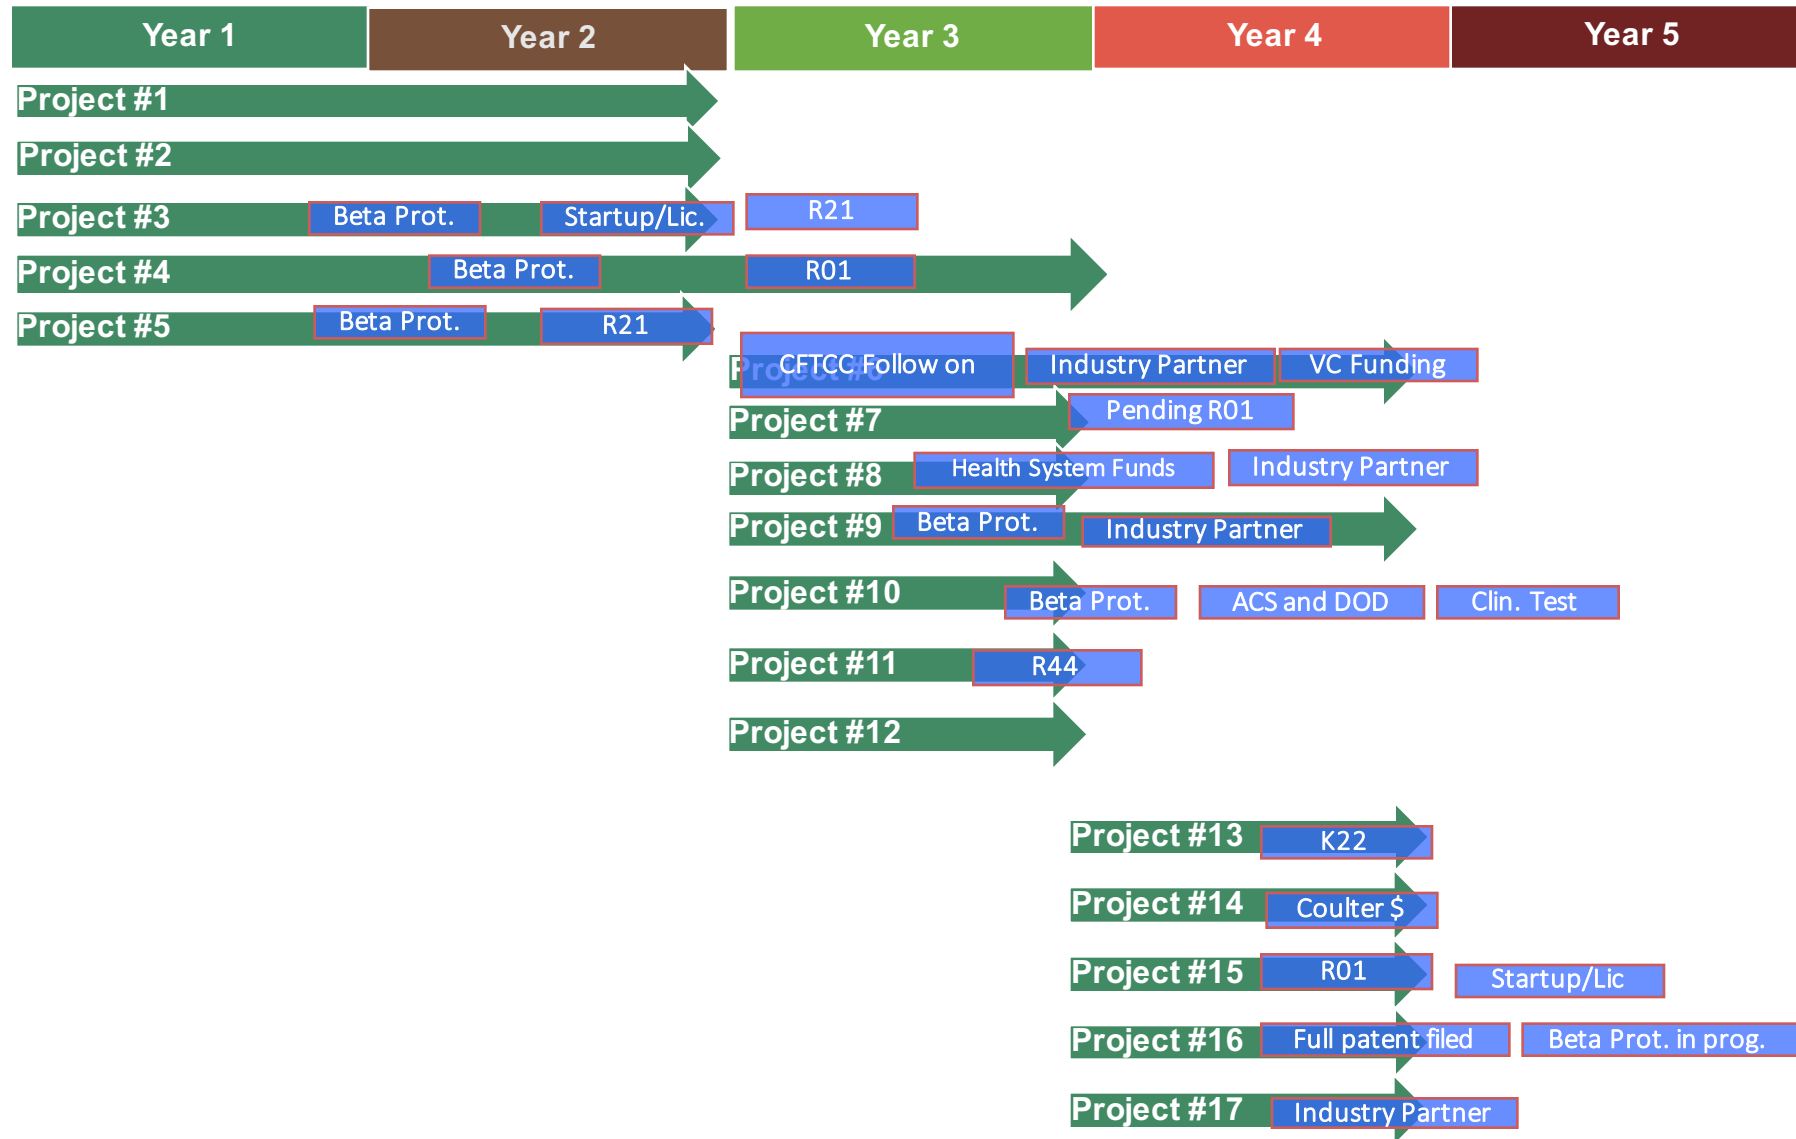 Year 1
Year 2
Year 3
Year 4
Year 5
Project #1
Project #2
Project #3
Beta Prot.
Startup/Lic.
R21
Project #4
Beta Prot.
R01
Project #5
Beta Prot.
R21
Project #6
CFTCC Follow on
Industry Partner
VC Funding
Project #7
Pending R01
Project #8
Health System Funds
Industry Partner
Project #9
Beta Prot.
Industry Partner
Project #10
Beta Prot.
ACS and DOD
Clin. Test
Project #11
R44
Project #12
Project #13
K22
Project #14
Coulter $
Project #15
R01
Startup/Lic
Project #16
Full patent filed
Beta Prot. in prog.
Project #17
Industry Partner